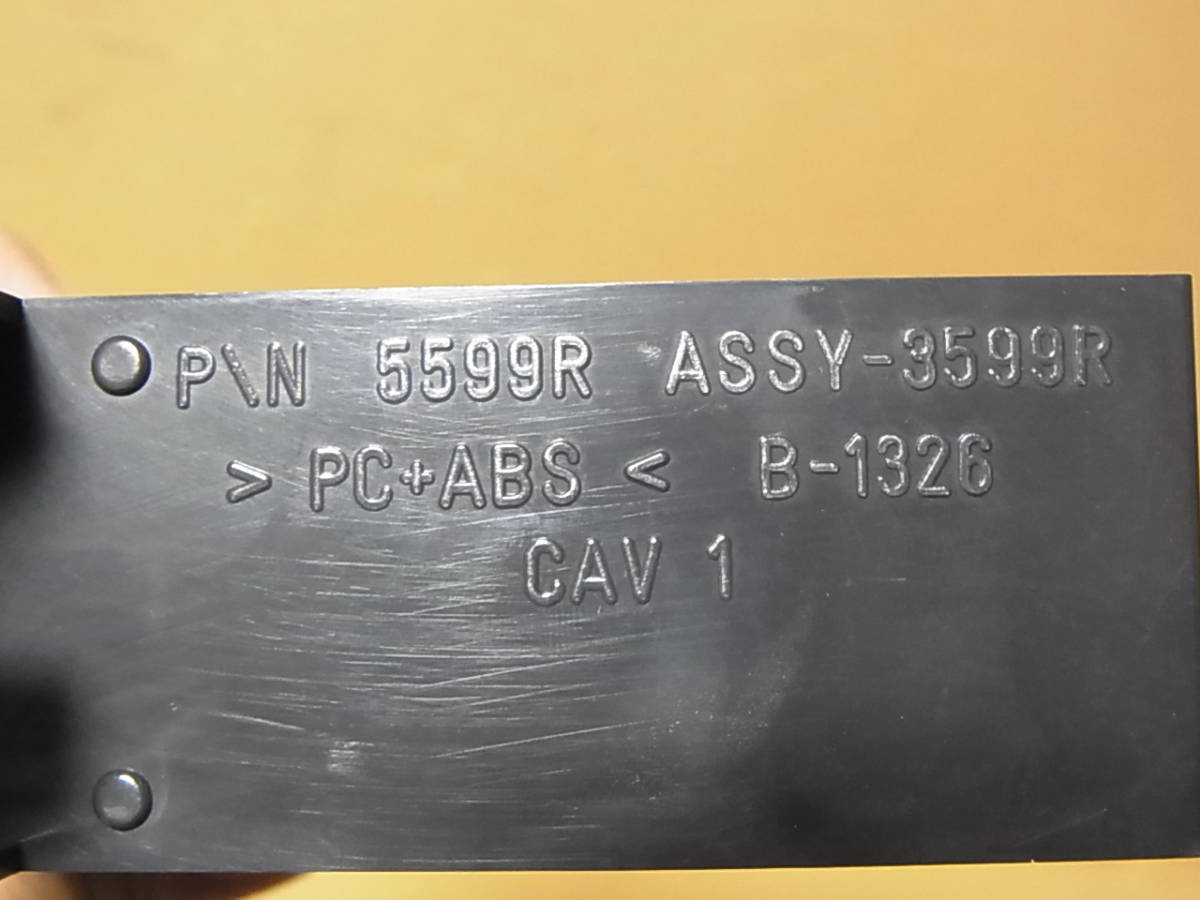 P\N 5599R ASSY-3599R
> PC+ABS < B-1326
CAV 1